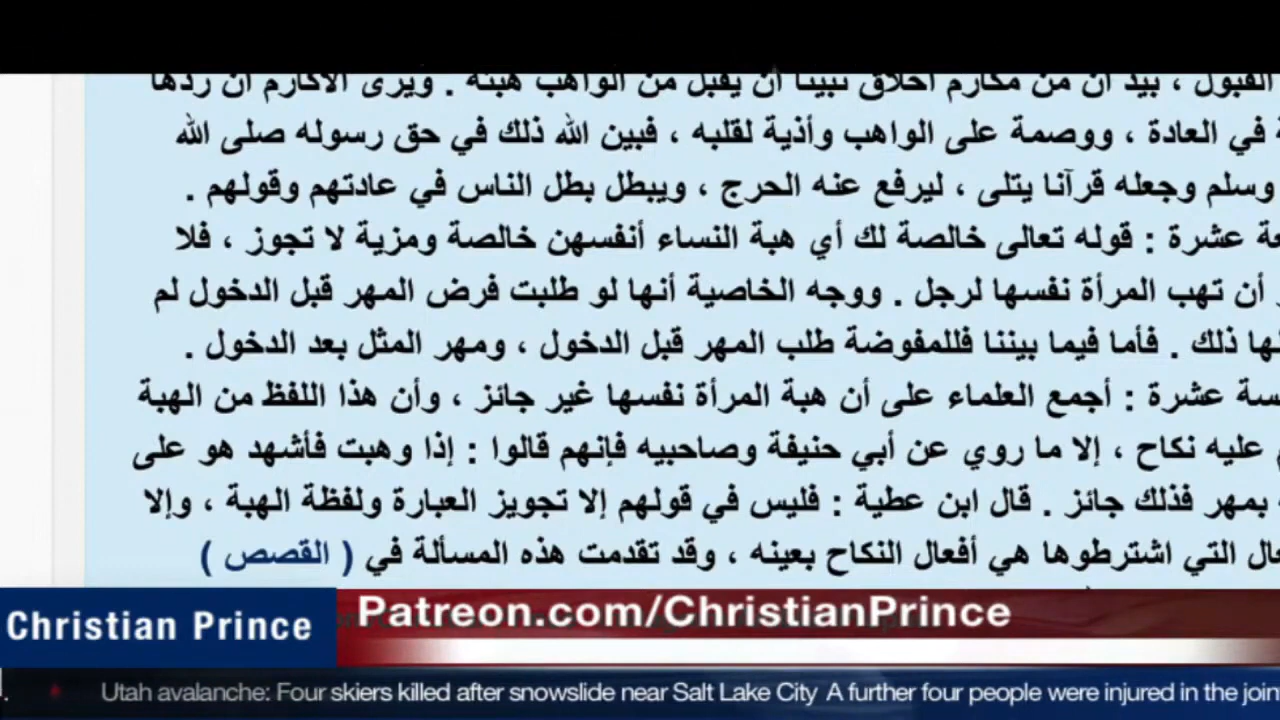 القبول ، بيد أن من مكارم أخلاق نبينا أن يقبل من الواهب هبته . ويرى الأكارم أن ردها
في العادة ، ووصمة على الواهب وأذية لقلبه ، فبين الله ذلك في حق رسوله صلى الله
وسلم وجعله قرآنا يتلى ، ليرفع عنه الحرج ، ويبطل بطل الناس في عادتهم وقولهم .
عشرة : قوله تعالى خالصة لك أي هبة النساء أنفسهن خالصة ومزية لا تجوز ، فلا
أن تهب المرأة نفسها لرجل . ووجه الخاصية أنها لو طلبت فرض المهر قبل الدخول لم
ذلك . فأما فيما بيننا فللمفوضة طلب المهر قبل الدخول ، ومهر المثل بعد الدخول .
عشرة : أجمع العلماء على أن هبة المرأة نفسها غير جائز ، وأن هذا اللفظ من الهبة
عليه نكاح ، إلا ما روي عن أبي حنيفة وصاحبيه فإنهم قالوا : إذا وهبت فأشهد هو على
بمهر فذلك جائز . قال ابن عطية : فليس في قولهم إلا تجويز العبارة ولفظة الهبة ، وإلا
التي اشترطوها هي أفعال النكاح بعينه ، وقد تقدمت هذه المسألة في ( القصص )
Christian Prince
Patreon.com/ChristianPrince
Utah avalanche: Four skiers killed after snowslide near Salt Lake City A further four people were injured in the join